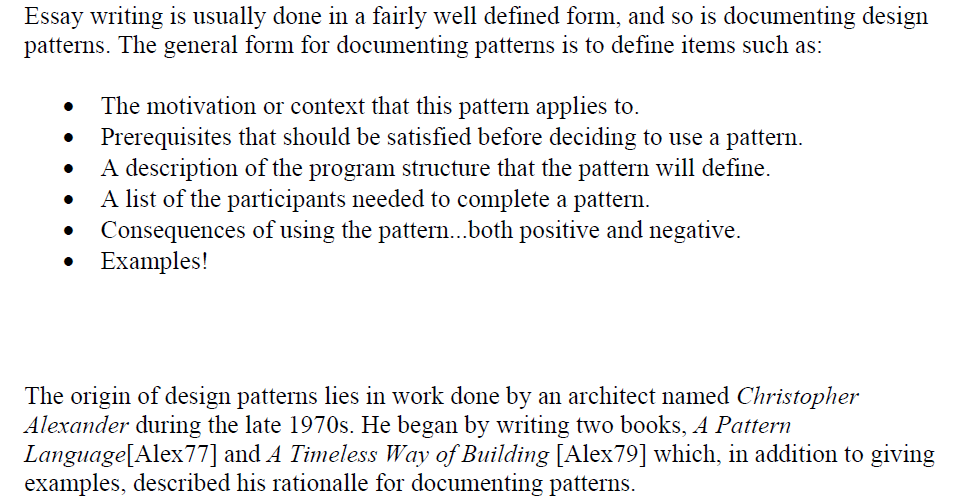 Essay writing is usually done in a fairly well defined form, and so is documenting design
patterns. The general form for documenting patterns is to define items such as:
• The motivation or context that this pattern applies to.
• Prerequisites that should be satisfied before deciding to use a pattern.
• A description of the program structure that the pattern will define.
• A list of the participants needed to complete a pattern.
• Consequences of using the pattern...both positive and negative.
• Examples!
The origin of design patterns lies in work done by an architect named Christopher
Alexander during the late 1970s. He began by writing two books, A Pattern
Language[Alex77] and A Timeless Way of Building [Alex79] which, in addition to giving
examples, described his rationalle for documenting patterns.